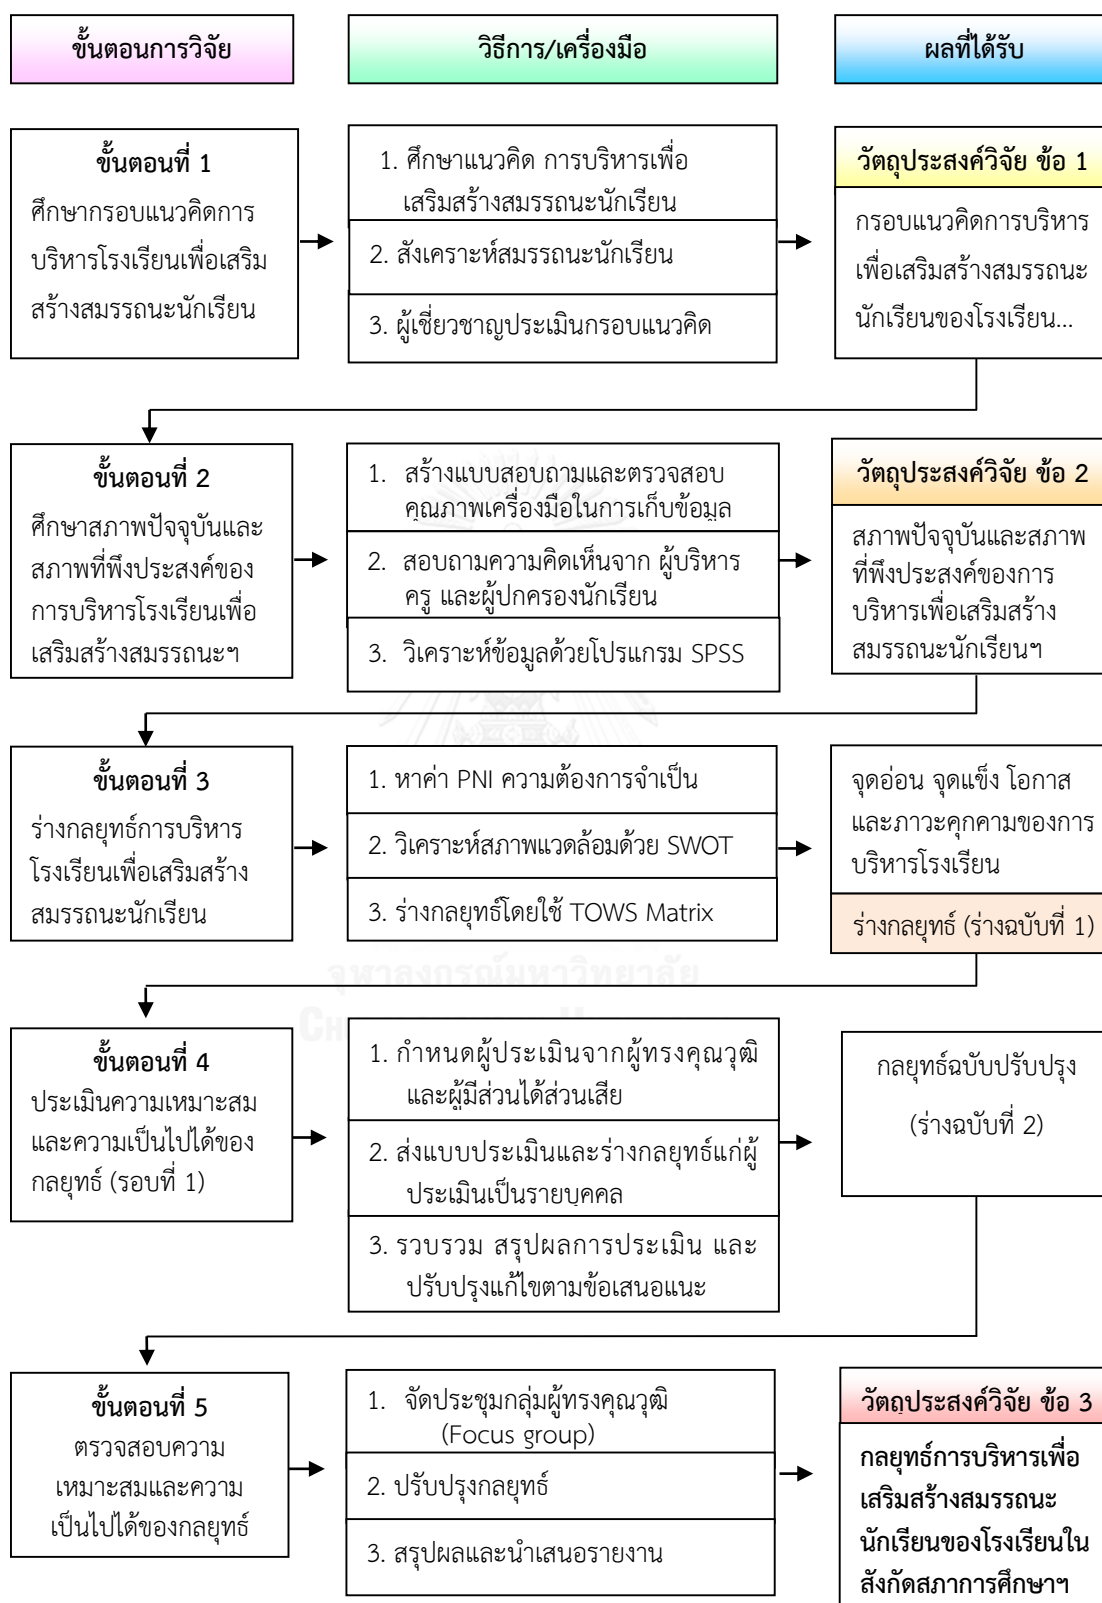 ขั้นตอนการวิจัย
วิธีการ/เครื่องมือ
ผลที่ได้รับ
ขั้นตอนที่ 1
ศึกษากรอบแนวคิดการ
บริหารโรงเรียนเพื่อเสริม
สร้างสมรรถนะนักเรียน
1. ศึกษาแนวคิด การบริหารเพื่อ
เสริมสร้างสมรรถนะนักเรียน
2. สังเคราะห์สมรรถนะนักเรียน
3. ผู้เชี่ยวชาญประเมินกรอบแนวคิด
วัตถุประสงค์วิจัย ข้อ 1
กรอบแนวคิดการบริหาร
เพื่อเสริมสร้างสมรรถนะ
นักเรียนของโรงเรียน...
ขั้นตอนที่ 2
ศึกษาสภาพปัจจุบันและ
สภาพที่พึงประสงค์ของ
การบริหารโรงเรียนเพื่อ
เสริมสร้างสมรรถนะฯ
1. สร้างแบบสอบถามและตรวจสอบ
คุณภาพเครื่องมือในการเก็บข้อมูล
2. สอบถามความคิดเห็นจาก ผู้บริหาร
ครู และผู้ปกครองนักเรียน
3. วิเคราะห์ข้อมูลด้วยโปรแกรม SPSS
วัตถุประสงค์วิจัย ข้อ 2
สภาพปัจจุบันและสภาพ
ที่พึงประสงค์ของการ
บริหารเพื่อเสริมสร้าง
สมรรถนะนักเรียนฯ
ขั้นตอนที่ 3
ร่างกลยุทธ์การบริหาร
โรงเรียนเพื่อเสริมสร้าง
สมรรถนะนักเรียน
1. หาค่า PNI ความต้องการจำเป็น
2. วิเคราะห์สภาพแวดล้อมด้วย SWOT
3. ร่างกลยุทธ์โดยใช้ TOWS Matrix
จุดอ่อน จุดแข็ง โอกาส
และภาวะคุกคามของการ
บริหารโรงเรียน
ร่างกลยุทธ์ (ร่างฉบับที่ 1)
จุฬาลงกรณ์มหาวิทยาลัย
ขั้นตอนที่ 4
ประเมินความเหมาะสม
และความเป็นไปได้ของ
กลยุทธ์ (รอบที่ 1)
1. กำหนดผู้ประเมินจากผู้ทรงคุณวุฒิ
และผู้มีส่วนได้ส่วนเสีย
2. ส่งแบบประเมินและร่างกลยุทธ์แก่ผู้
ประเมินเป็นรายบุคคล
3. รวบรวม สรุปผลการประเมิน และ
ปรับปรุงแก้ไขตามข้อเสนอแนะ
กลยุทธ์ฉบับปรับปรุง
(ร่างฉบับที่ 2)
ขั้นตอนที่ 5
ตรวจสอบความ
เหมาะสมและความ
เป็นไปได้ของกลยุทธ์
1. จัดประชุมกลุ่มผู้ทรงคุณวุฒิ
(Focus group)
2. ปรับปรุงกลยุทธ์
3. สรุปผลและนำเสนอรายงาน
วัตถุประสงค์วิจัย ข้อ 3
กลยุทธ์การบริหารเพื่อ
เสริมสร้างสมรรถนะ
นักเรียนของโรงเรียนใน
สังกัดสภาการศึกษาฯ